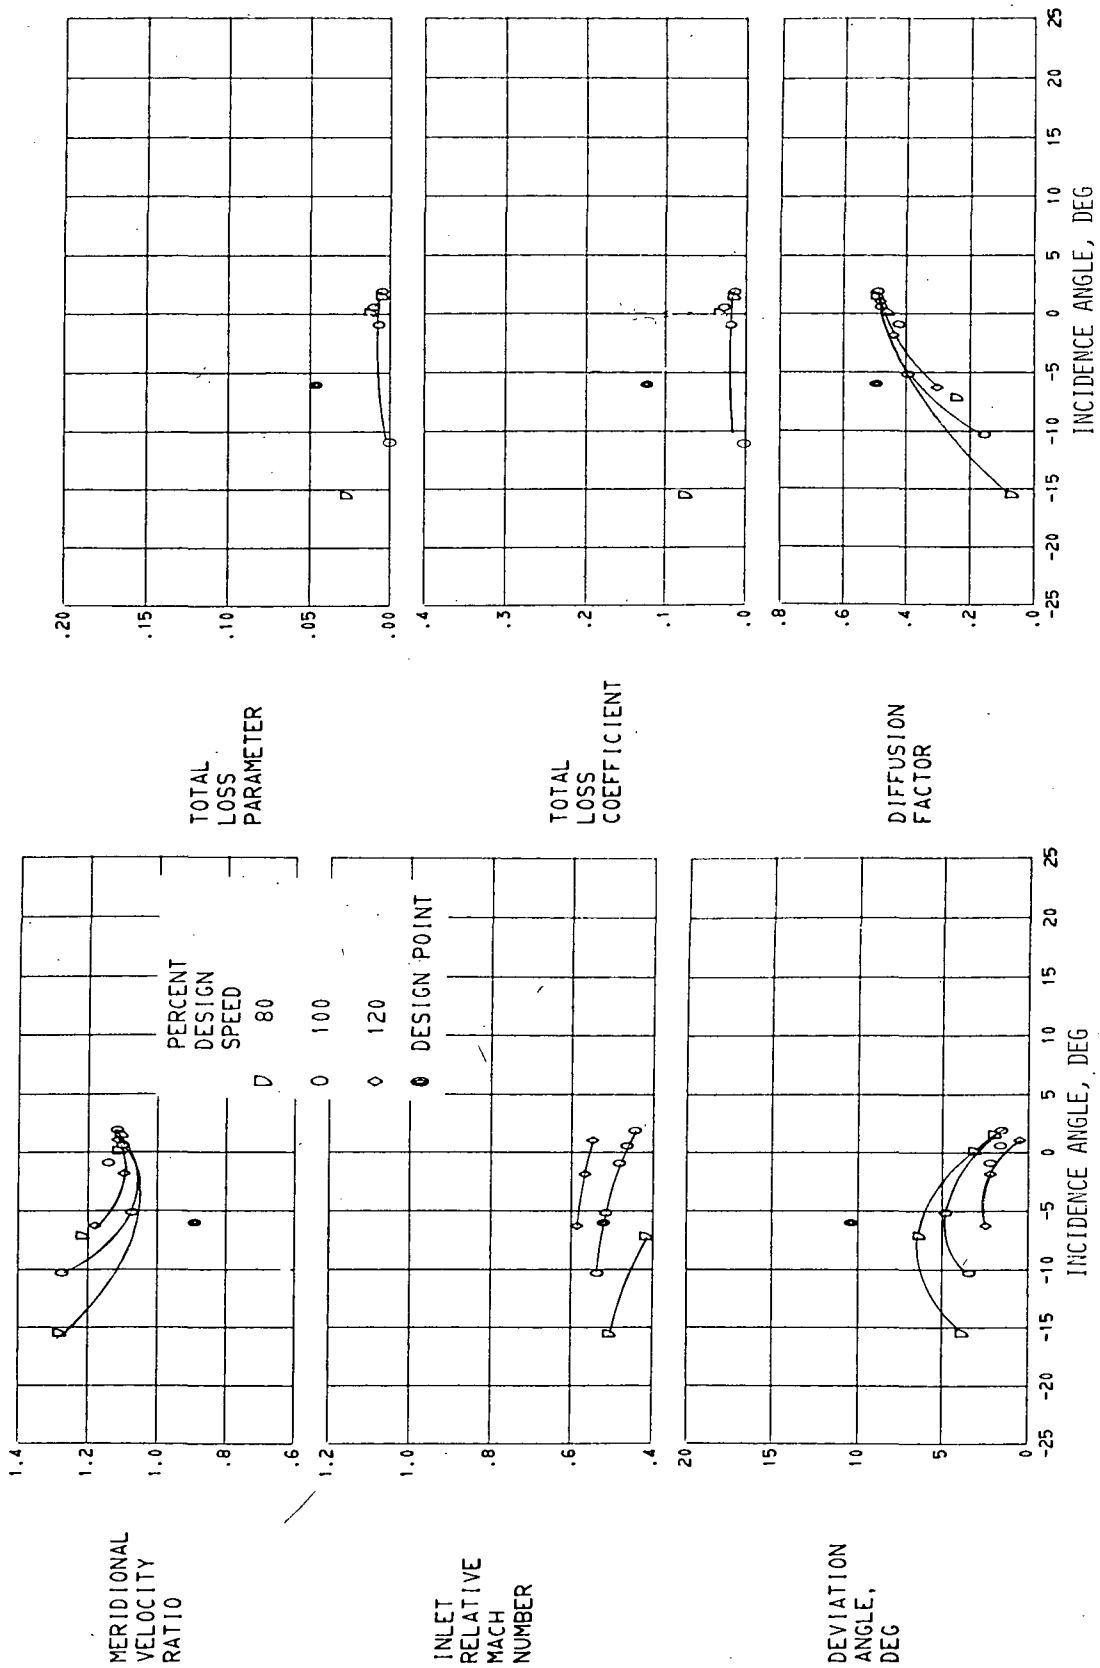 MERIDIONAL
VELOCITY
RATIO
1.4
1.2
1.0
.8
.6
PERCENT
DESIGN
SPEED
80
100
120
DESIGN POINT
INLET
RELATIVE
MACH
NUMBER
1.2
1.0
.8
.6
.4
DEVIATION
ANGLE,
DEG
20
15
10
5
0
-25 -20 -15 -10 -5 0 5 10 15 20 25
INCIDENCE ANGLE, DEG
TOTAL
LOSS
PARAMETER
.20
.15
.10
.05
.00
TOTAL
LOSS
COEFFICIENT
.4
.3
.2
.1
.0
DIFFUSION
FACTOR
.8
.6
.4
.2
.0
-25 -20 -15 -10 -5 0 5 10 15 20 25
INCIDENCE ANGLE, DEG